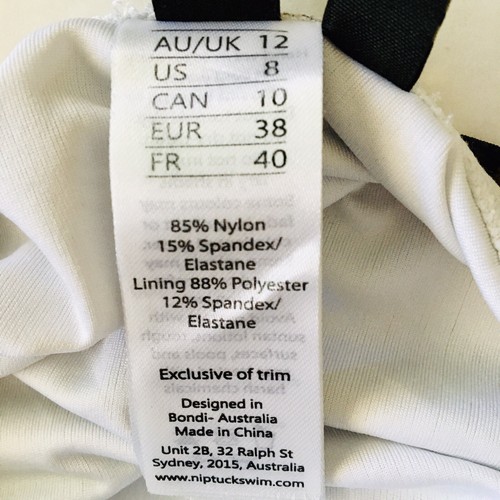 AU/UK 12
US 8
CAN 10
EUR 38
FR 40
85% Nylon
15% Spandex/
Elastane
Lining 88% Polyester
12% Spandex/
Elastane
Exclusive of trim
Designed in
Bondi- Australia
Made in China
Unit 2B, 32 Ralph St
Sydney, 2015, Australia
www.niptuckswim.com